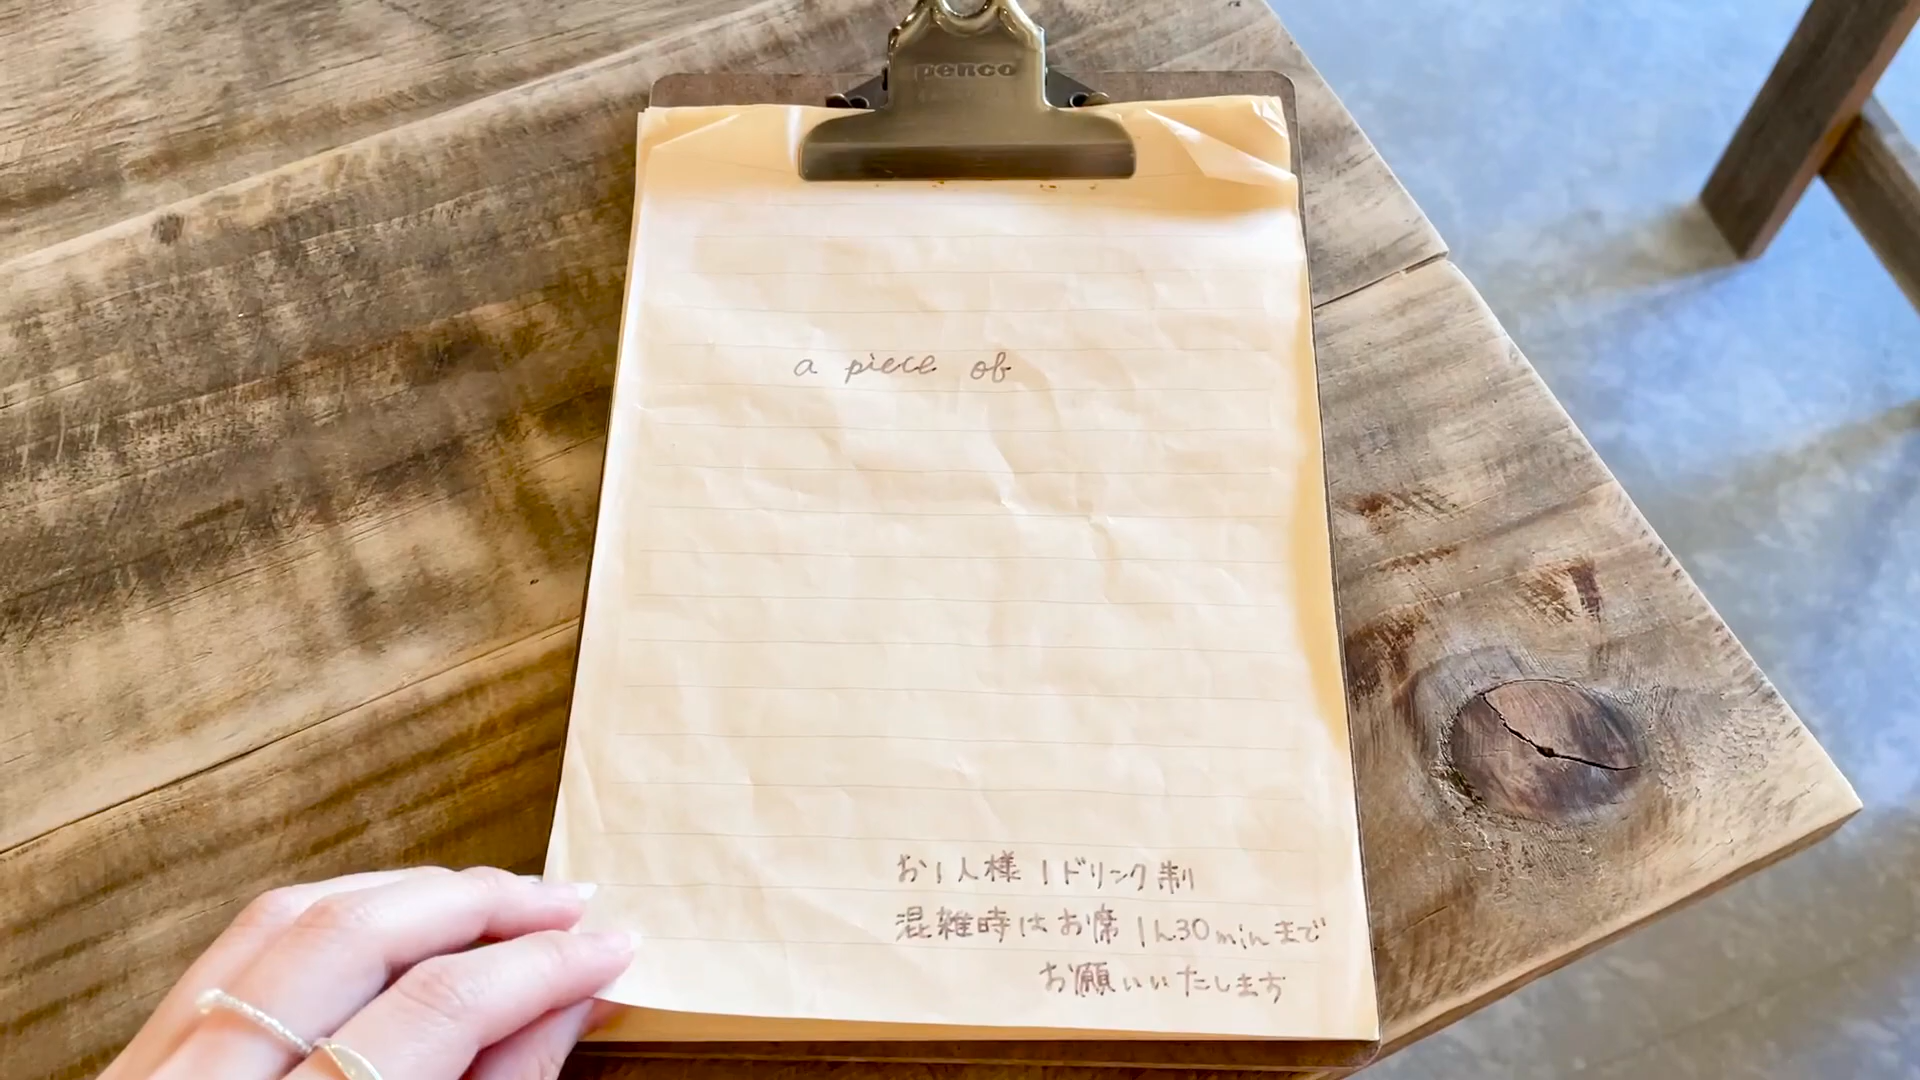 penco
a piece of
お1人様 1ドリンク制
混雑時はお席 1h30minまで
お願いいたします